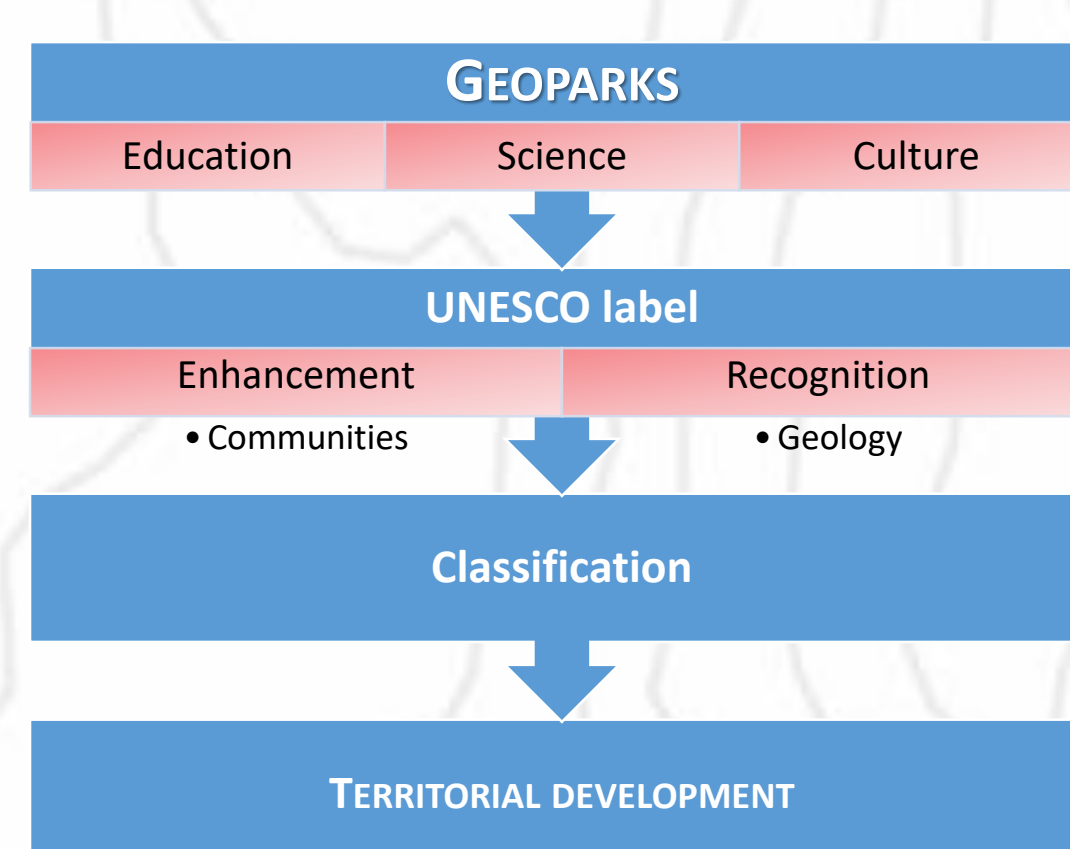 GEOPARKS
Education Science Culture
UNESCO label
Enhancement Recognition
• Communities • Geology
Classification
TERRITORIAL DEVELOPMENT